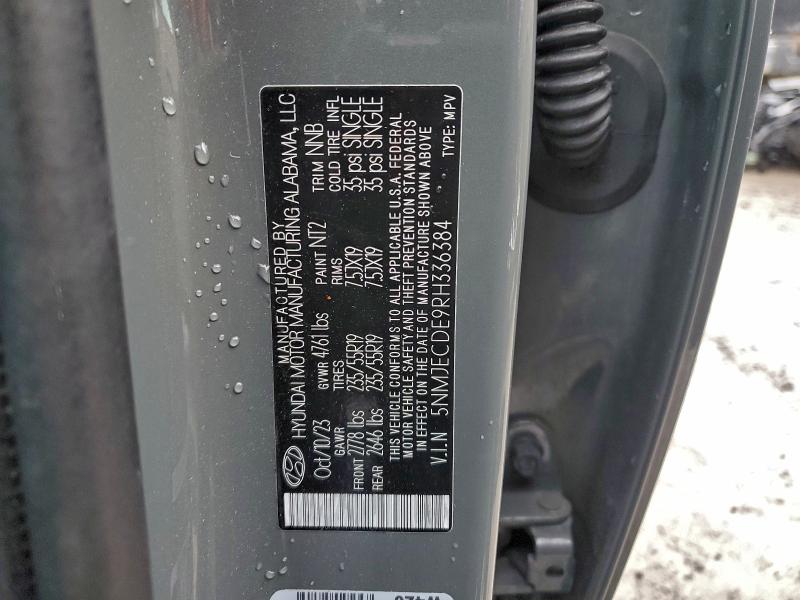 MANUFACTURED BY
HYUNDAI MOTOR MANUFACTURING ALABAMA, LLC
Oct/10/23 GVWR 4761 lbs PAINT NT2 TRIM NNB
GAWR TIRES RIMS COLD TIRE INFL
FRONT 2778 lbs 235/55R19 7.5JX19 35 psi SINGLE
REAR 2646 lbs 235/55R19 7.5JX19 35 psi SINGLE
THIS VEHICLE CONFORMS TO ALL APPLICABLE U.S.A. FEDERAL
MOTOR VEHICLE SAFETY AND THEFT PREVENTION STANDARDS
IN EFFECT ON THE DATE OF MANUFACTURE SHOWN ABOVE
V.I.N 5NMJECDE9RH336384 TYPE: MPV